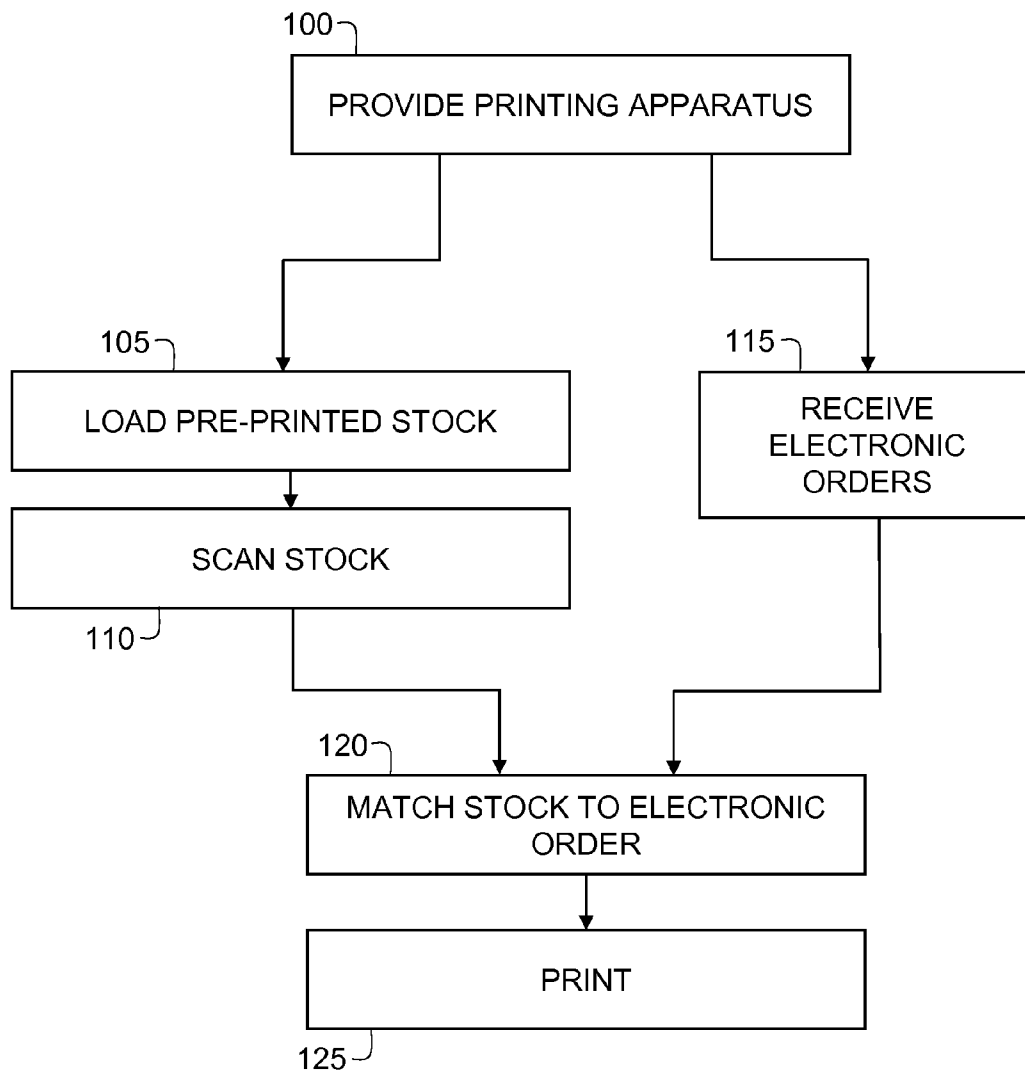 100
PROVIDE PRINTING APPARATUS
105
LOAD PRE-PRINTED STOCK
115
RECEIVE
ELECTRONIC
ORDERS
SCAN STOCK
110
120
MATCH STOCK TO ELECTRONIC
ORDER
PRINT
125